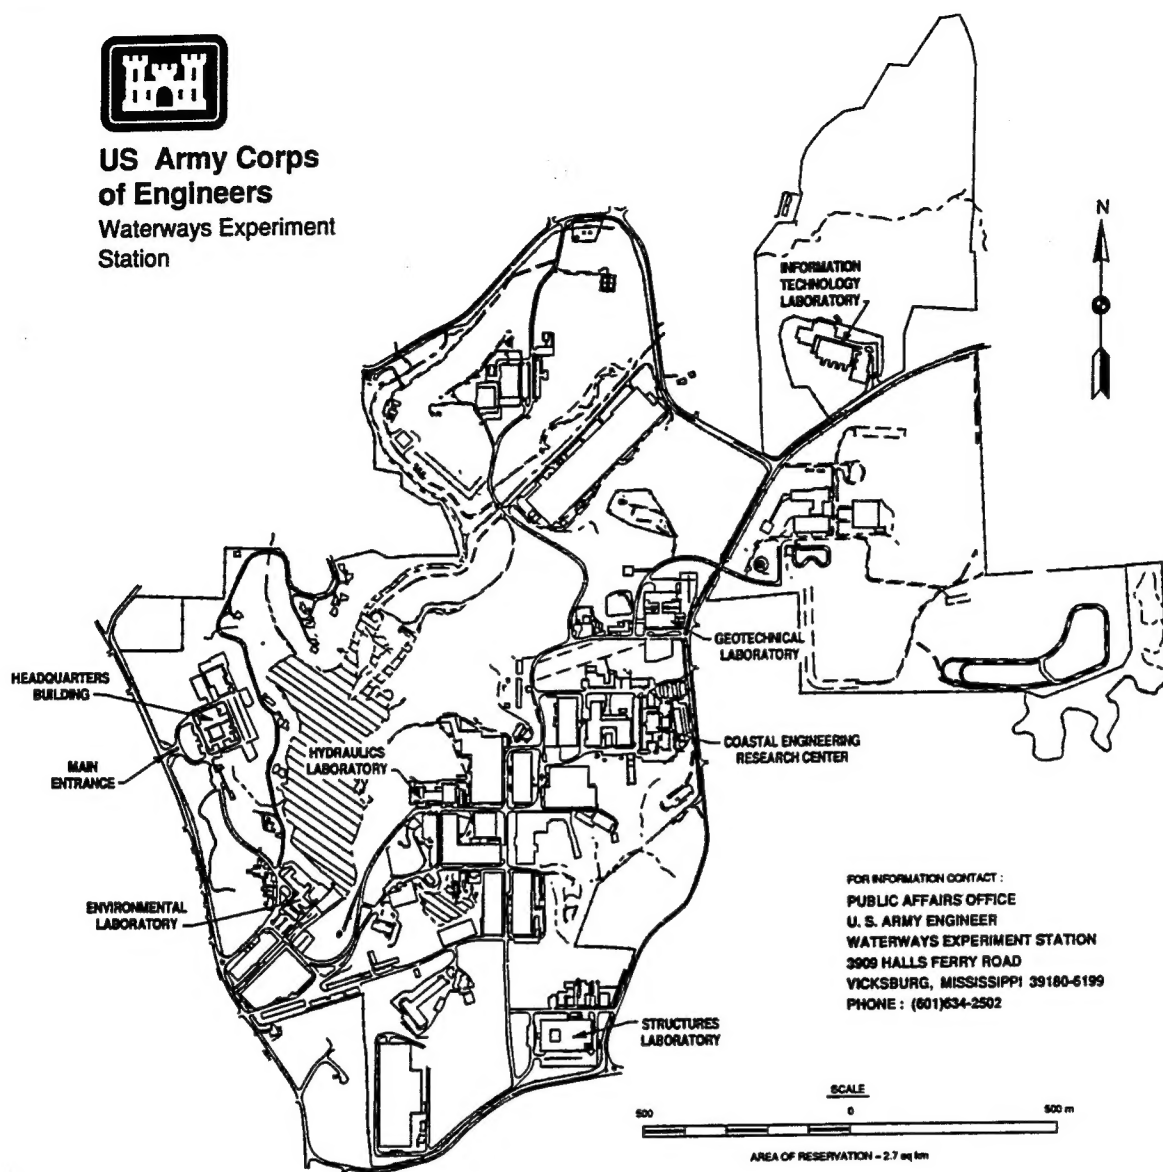 US Army Corps
of Engineers
Waterways Experiment
Station
N
INFORMATION
TECHNOLOGY
LABORATORY
GEOTECHNICAL
LABORATORY
HEADQUARTERS
BUILDING
MAIN
ENTRANCE
HYDRAULICS
LABORATORY
COASTAL ENGINEERING
RESEARCH CENTER
ENVIRONMENTAL
LABORATORY
STRUCTURES
LABORATORY
FOR INFORMATION CONTACT :
PUBLIC AFFAIRS OFFICE
U. S. ARMY ENGINEER
WATERWAYS EXPERIMENT STATION
3909 HALLS FERRY ROAD
VICKSBURG, MISSISSIPPI 39180-6199
PHONE : (601)634-2502
SCALE
500 0 500 m
AREA OF RESERVATION - 2.7 sq km